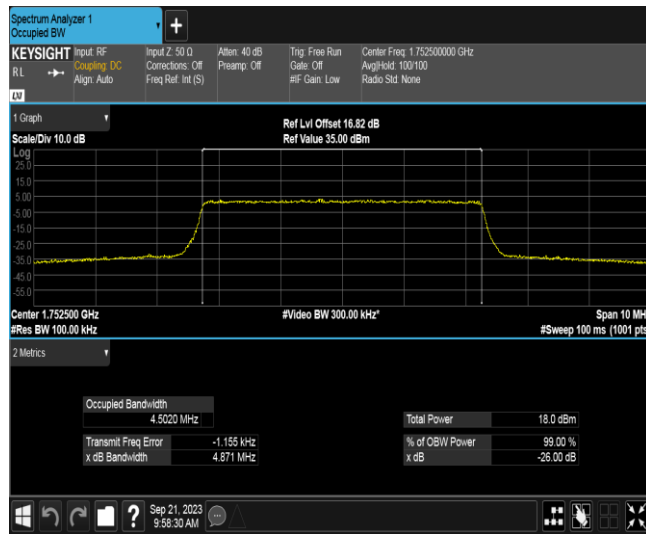 Spectrum Analyzer 1
Occupied BW
+
KEYSIGHT
RL
LXI
Input: RF
Coupling: DC
Align: Auto
Input Z: 50 Ω
Corrections: Off
Freq Ref: Int (S)
Atten: 40 dB
Preamp: Off
Trig: Free Run
Gate: Off
#IF Gain: Low
Center Freq: 1.752500000 GHz
Avg|Hold: 100/100
Radio Std: None
1 Graph
Scale/Div 10.0 dB
Ref Lvl Offset 16.82 dB
Ref Value 35.00 dBm
Log
25.0
15.0
5.00
-5.00
-15.0
-25.0
-35.0
-45.0
-55.0
Center 1.752500 GHz
#Res BW 100.00 kHz
#Video BW 300.00 kHz*
Span 10 MH
#Sweep 100 ms (1001 pts
2 Metrics
Occupied Bandwidth
4.5020 MHz
Transmit Freq Error -1.155 kHz
x dB Bandwidth 4.871 MHz
Total Power 18.0 dBm
% of OBW Power 99.00 %
x dB -26.00 dB
?
Sep 21, 2023
9:58:30 AM